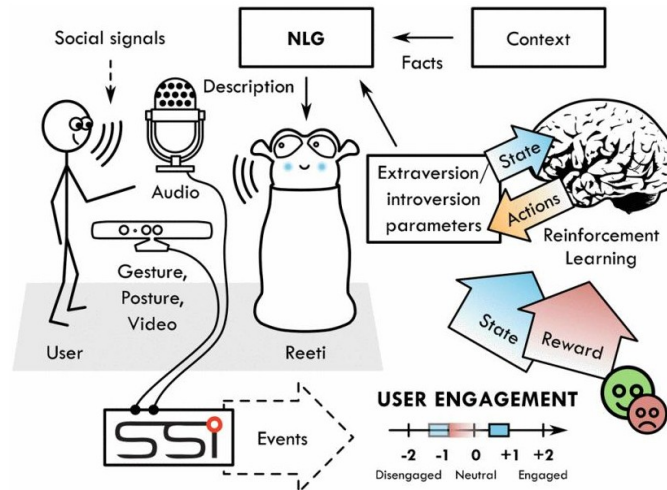 Social signals
NLG
Context
Facts
Description
Audio
Extraversion/
introversion
parameters
State
Actions
Reinforcement
Learning
Gesture,
Posture,
Video
User
Reeti
State
Reward
SSi
Events
USER ENGAGEMENT
-2 -1 0 +1 +2
Disengaged Neutral Engaged